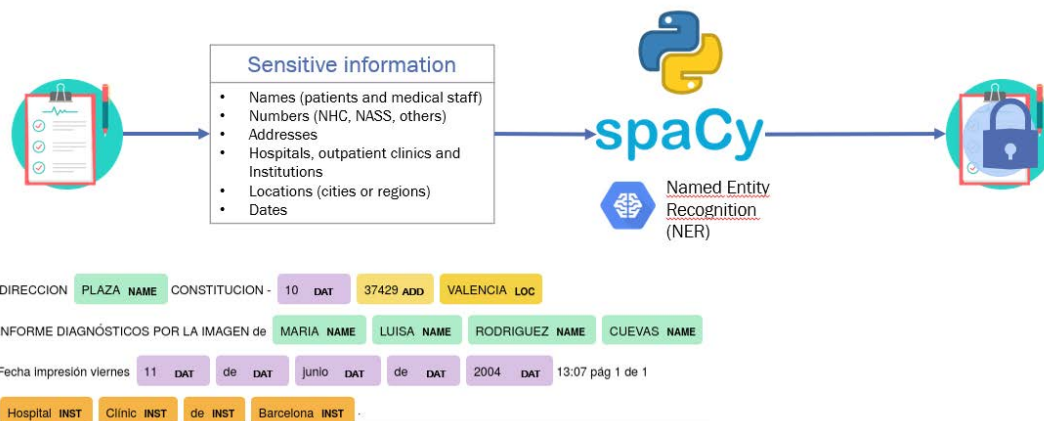 Sensitive information
• Names (patients and medical staff)
• Numbers (NHC, NASS, others)
• Addresses
• Hospitals, outpatient clinics and
Institutions
• Locations (cities or regions)
• Dates
spaCy
Named Entity
Recognition
(NER)
DIRECCION PLAZA NAME CONSTITUCION - 10 DAT 37429 ADD VALENCIA LOC
NFORME DIAGNÓSTICOS POR LA IMAGEN de MARIA NAME LUISA NAME RODRIGUEZ NAME CUEVAS NAME
Fecha impresión viernes 11 DAT de DAT junio DAT de DAT 2004 DAT 13:07 pág 1 de 1
Hospital INST Clínic INST de INST Barcelona INST .